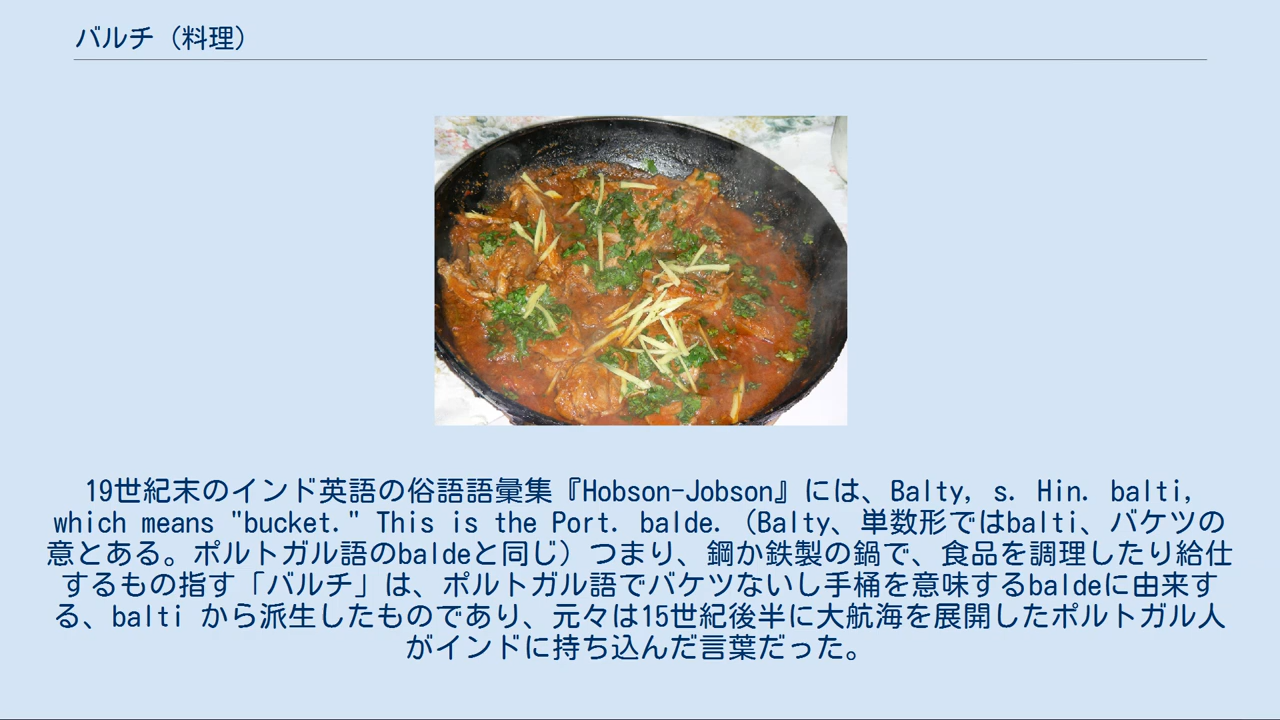 バルチ（料理）
19世紀末のインド英語の俗語語彙集『Hobson-Jobson』には、Balty, s. Hin. balti,
which means "bucket." This is the Port. balde.（Balty、単数形ではbalti、バケツの
意とある。ポルトガル語のbaldeと同じ）つまり、鋼か鉄製の鍋で、食品を調理したり給仕
するもの指す「バルチ」は、ポルトガル語でバケツないし手桶を意味するbaldeに由来す
る、balti から派生したものであり、元々は15世紀後半に大航海を展開したポルトガル人
がインドに持ち込んだ言葉だった。